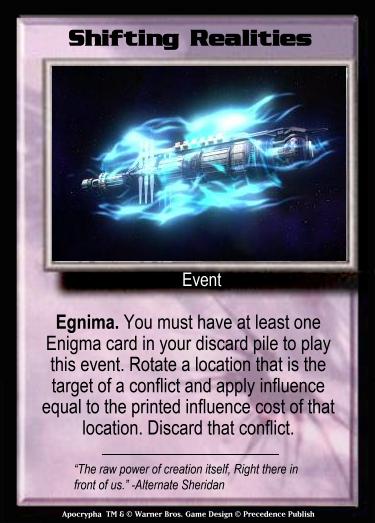 Shifting Realities
Event
Egnima. You must have at least one
Enigma card in your discard pile to play
this event. Rotate a location that is the
target of a conflict and apply influence
equal to the printed influence cost of that
location. Discard that conflict.
“The raw power of creation itself, Right there in
front of us.” -Alternate Sheridan
Apocrypha TM & © Warner Bros. Game Design © Precedence Publish